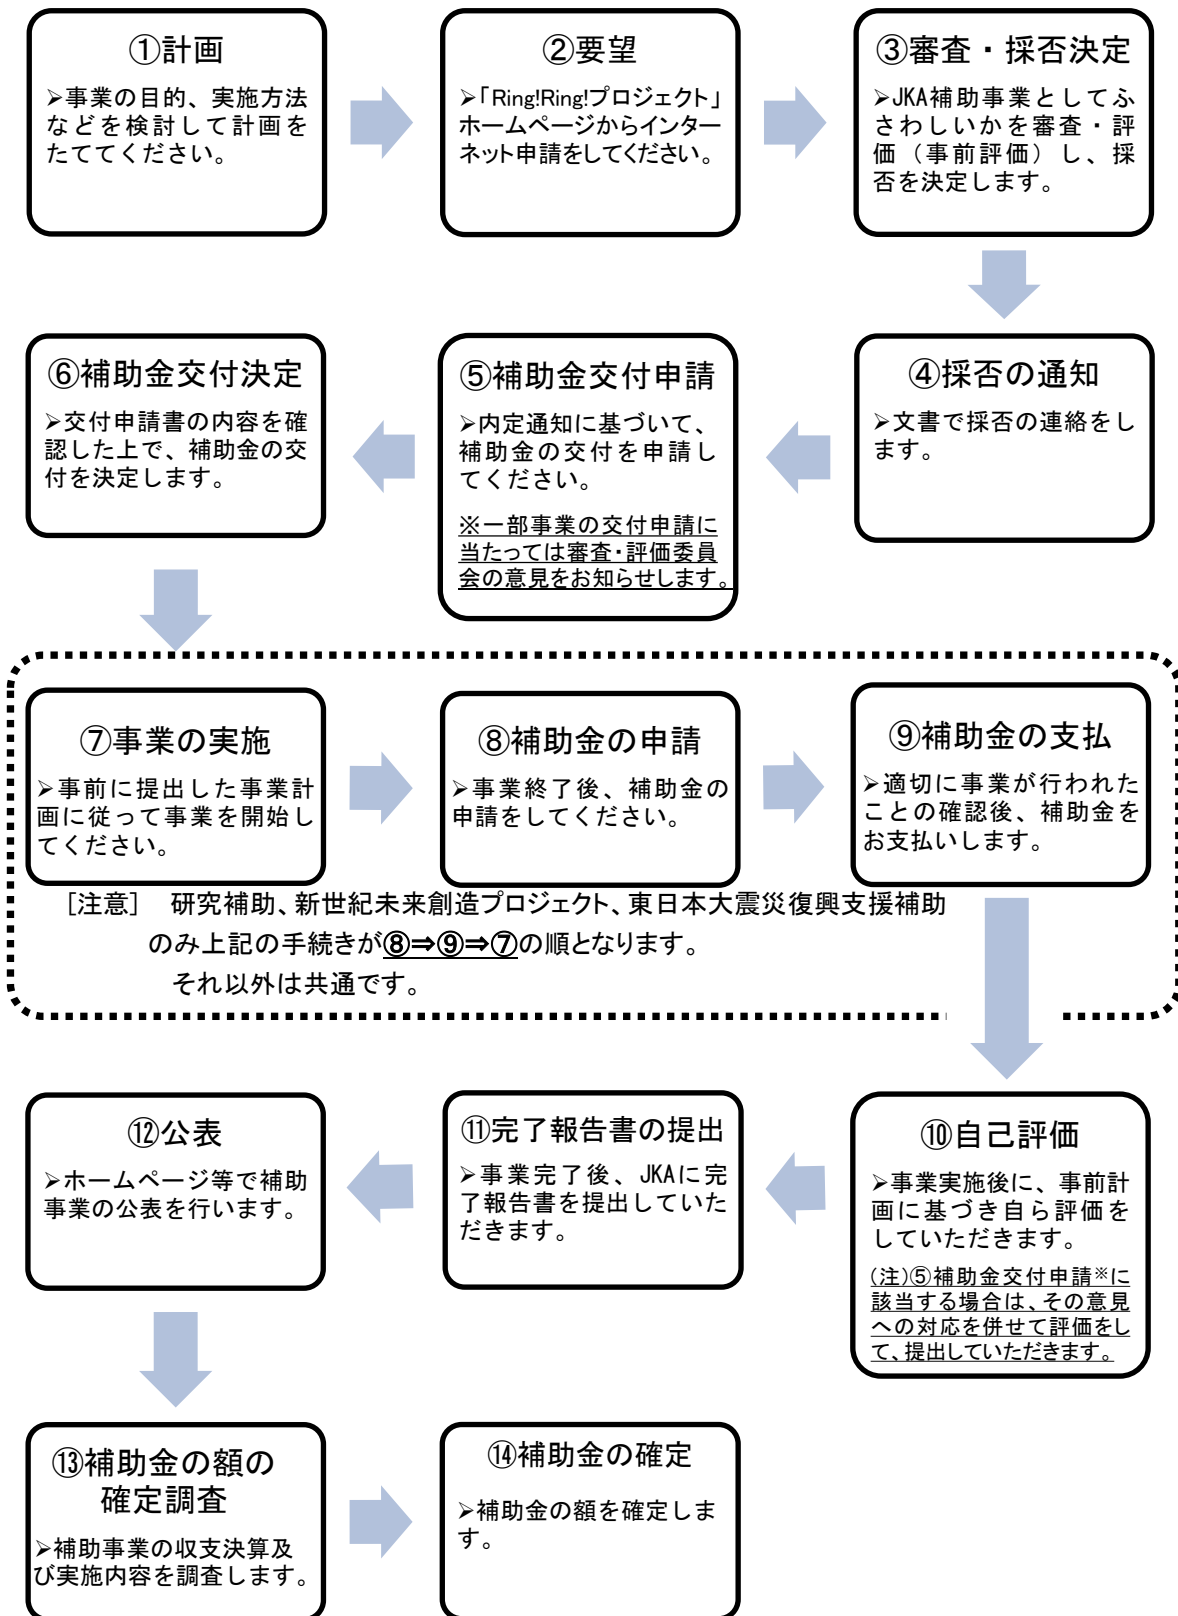 ①計画
➢事業の目的、実施方法
などを検討して計画を
たててください。
②要望
➢「Ring!Ring!プロジェクト」
ホームページからインター
ネット申請をしてください。
③審査・採否決定
➢JKA補助事業としてふ
さわしいかを審査・評
価（事前評価）し、採
否を決定します。
④採否の通知
➢文書で採否の連絡をし
ます。
⑤補助金交付申請
➢内定通知に基づいて、
補助金の交付を申請し
てください。
※一部事業の交付申請に
当たっては審査・評価委員
会の意見をお知らせします。
⑥補助金交付決定
➢交付申請書の内容を確
認した上で、補助金の交
付を決定します。
⑦事業の実施
➢事前に提出した事業計
画に従って事業を開始し
てください。
⑧補助金の申請
➢事業終了後、補助金の
申請をしてください。
⑨補助金の支払
➢適切に事業が行われた
ことの確認後、補助金を
お支払いします。
［注意］　研究補助、新世紀未来創造プロジェクト、東日本大震災復興支援補助
のみ上記の手続きが⑧⇒⑨⇒⑦の順となります。
それ以外は共通です。
⑩自己評価
➢事業実施後に、事前計
画に基づき自ら評価を
していただきます。
(注)⑤補助金交付申請※に
該当する場合は、その意見
への対応を併せて評価をし
て、提出していただきます。
⑪完了報告書の提出
➢事業完了後、JKAに完
了報告書を提出していた
だきます。
⑫公表
➢ホームページ等で補助
事業の公表を行います。
⑬補助金の額の
確定調査
➢補助事業の収支決算及
び実施内容を調査します。
⑭補助金の確定
➢補助金の額を確定しま
す。